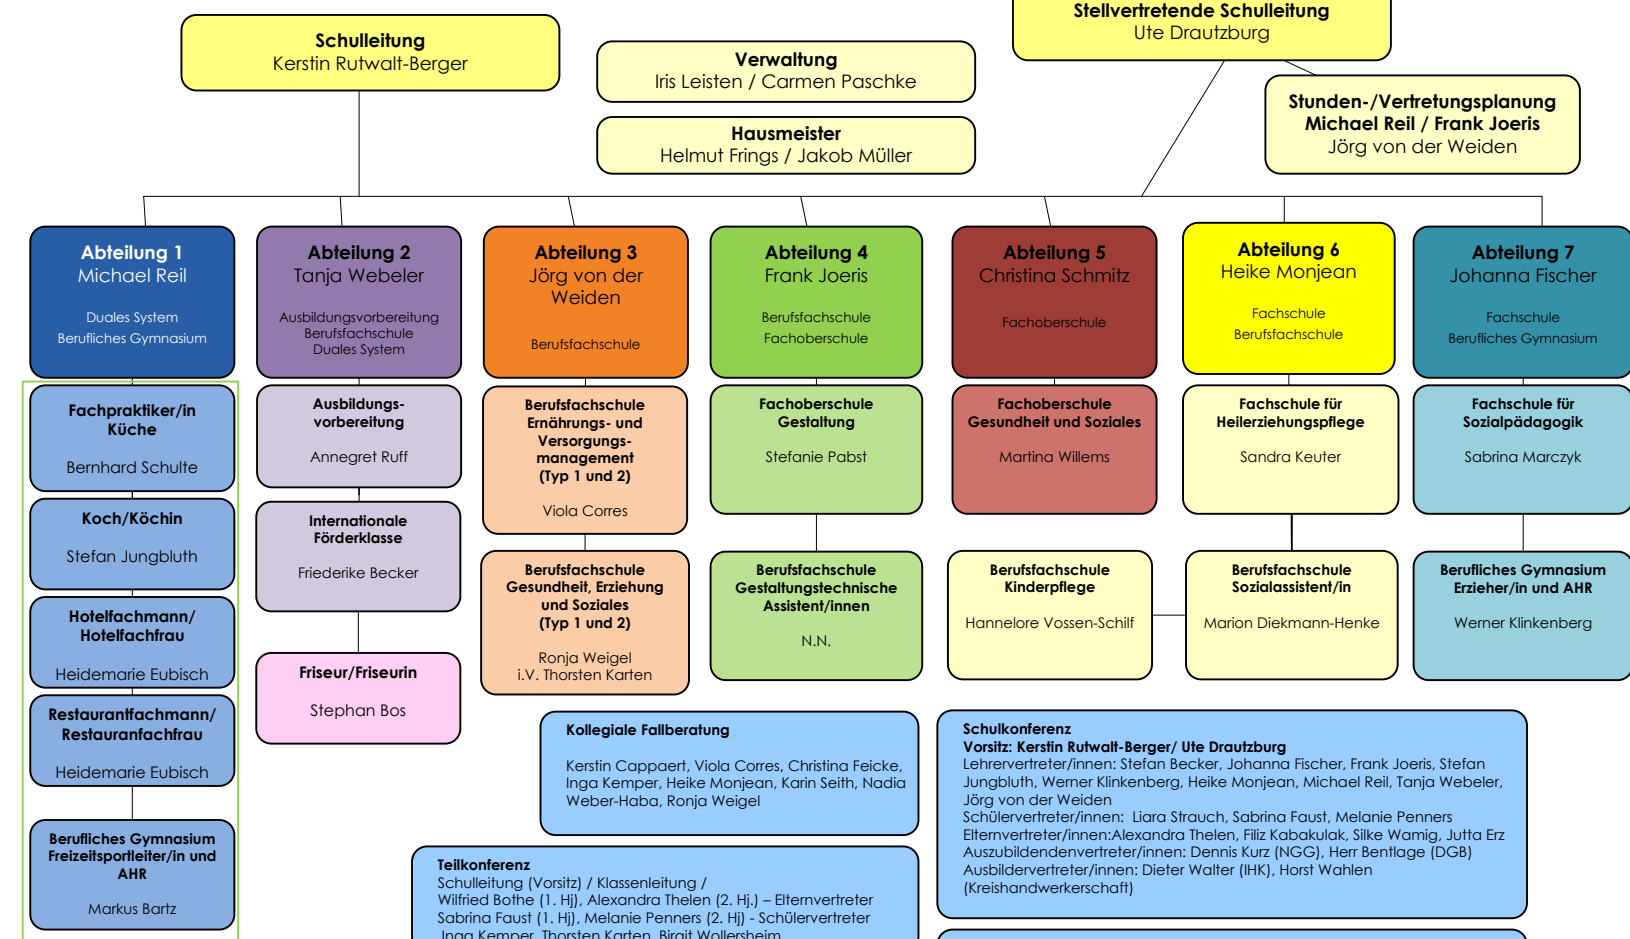 Schulleitung
Kerstin Rutwalt-Berger
Verwaltung
Iris Leisten / Carmen Paschke
Hausmeister
Helmut Frings / Jakob Müller
Stellvertretende Schulleitung
Ute Drautzburg
Stunden-/Vertretungsplanung
Michael Reil / Frank Joeris
Jörg von der Weiden
Abteilung 1
Michael Reil
Duales System
Berufliches Gymnasium
Abteilung 2
Tanja Webeler
Ausbildungsvorbereitung
Berufsfachschule
Duales System
Abteilung 3
Jörg von der
Weiden
Berufsfachschule
Abteilung 4
Frank Joeris
Berufsfachschule
Fachoberschule
Abteilung 5
Christina Schmitz
Fachoberschule
Abteilung 6
Heike Monjean
Fachschule
Berufsfachschule
Abteilung 7
Johanna Fischer
Fachschule
Berufliches Gymnasium
Fachpraktiker/in
Küche
Bernhard Schulte
Koch/Köchin
Stefan Jungbluth
Hotelfachmann/
Hotelfachfrau
Heidemarie Eubisch
Restaurantfachmann/
Restauranfachfrau
Heidemarie Eubisch
Berufliches Gymnasium
Freizeitsportleiter/in und
AHR
Markus Bartz
Ausbildungs-
vorbereitung
Annegret Ruff
Internationale
Förderklasse
Friederike Becker
Friseur/Friseurin
Stephan Bos
Berufsfachschule
Ernährungs- und
Versorgungs-
management
(Typ 1 und 2)
Viola Corres
Berufsfachschule
Gesundheit, Erziehung
und Soziales
(Typ 1 und 2)
Ronja Weigel
i.V. Thorsten Karten
Fachoberschule
Gestaltung
Stefanie Pabst
Berufsfachschule
Gestaltungstechnische
Assistent/innen
N.N.
Fachoberschule
Gesundheit und Soziales
Martina Willems
Berufsfachschule
Kinderpflege
Hannelore Vossen-Schilf
Fachschule für
Heilerziehungspflege
Sandra Keuter
Berufsfachschule
Sozialassistent/in
Marion Diekmann-Henke
Fachschule für
Sozialpädagogik
Sabrina Marczyk
Berufliches Gymnasium
Erzieher/in und AHR
Werner Klinkenberg
Kollegiale Fallberatung
Kerstin Cappaert, Viola Corres, Christina Feicke,
Inga Kemper, Heike Monjean, Karin Seith, Nadia
Weber-Haba, Ronja Weigel
Teilkonferenz
Schulleitung (Vorsitz) / Klassenleitung /
Wilfried Bothe (1. Hj), Alexandra Thelen (2. Hj.) – Elternvertreter
Sabrina Faust (1. Hj), Melanie Penners (2. Hj) - Schülervertreter
Inga Kemper, Thorsten Karten, Birgit Wollersheim
Schulkonferenz
Vorsitz: Kerstin Rutwalt-Berger/ Ute Drautzburg
Lehrervertreter/innen: Stefan Becker, Johanna Fischer, Frank Joeris, Stefan
Jungbluth, Werner Klinkenberg, Heike Monjean, Michael Reil, Tanja Webeler,
Jörg von der Weiden
Schülervertreter/innen: Liara Strauch, Sabrina Faust, Melanie Penners
Elternvertreter/innen:Alexandra Thelen, Filiz Kabakulak, Silke Wamig, Jutta Erz
Auszubildendenvertreter/innen: Dennis Kurz (NGG), Herr Bentlage (DGB)
Ausbildervertreter/innen: Dieter Walter (IHK), Horst Wahlen
(Kreishandwerkerschaft)